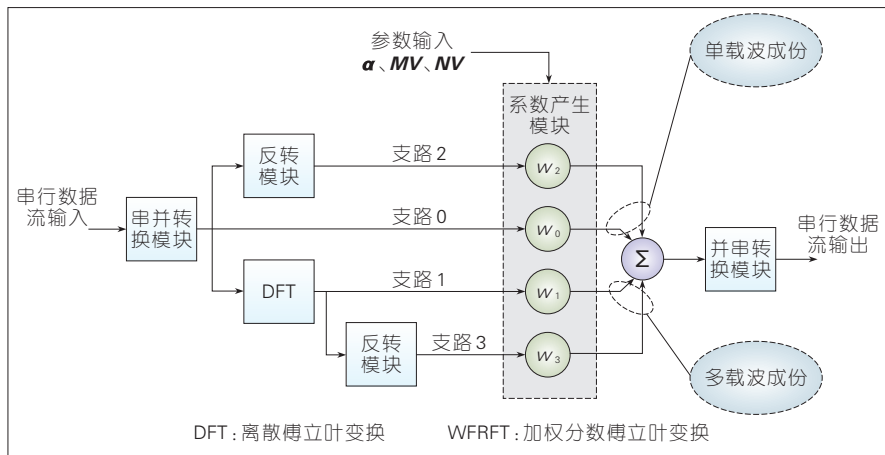 参数输入
α、MV、NV
单载波成份
系数产生
模块
反转
模块
支路2
w2
串行数据
流输入
串并转
换模块
支路0
w0
Σ
并串转
换模块
串行数据
流输出
DFT
支路1
w1
反转
模块
支路3
w3
多载波成份
DFT:离散傅立叶变换
WFRFT:加权分数傅立叶变换